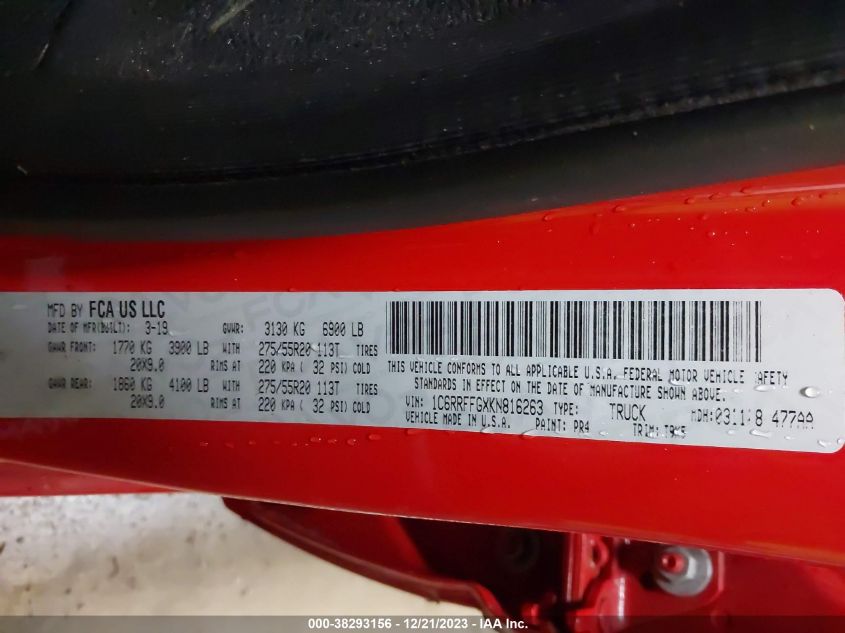 MFD BY FCA US LLC
DATE OF MFR(BUILT): 3-19 GVWR: 3130 KG 6900 LB
GAWR FRONT: 1770 KG 3900 LB WITH 275/55R20 113T TIRES
20X9.0 RIMS AT 220 KPA ( 32 PSI) COLD
GAWR REAR: 1860 KG 4100 LB WITH 275/55R20 113T TIRES
20X9.0 RIMS AT 220 KPA ( 32 PSI) COLD
THIS VEHICLE CONFORMS TO ALL APPLICABLE U.S.A. FEDERAL MOTOR VEHICLE SAFETY
STANDARDS IN EFFECT ON THE DATE OF MANUFACTURE SHOWN ABOVE.
VIN: 1C6RRFFGXKN816263 TYPE: TRUCK MDH: 477AA
VEHICLE MADE IN U.S.A. PAINT: PR4 TRIM:
000-38293156 - 12/21/2023 - IAA Inc.